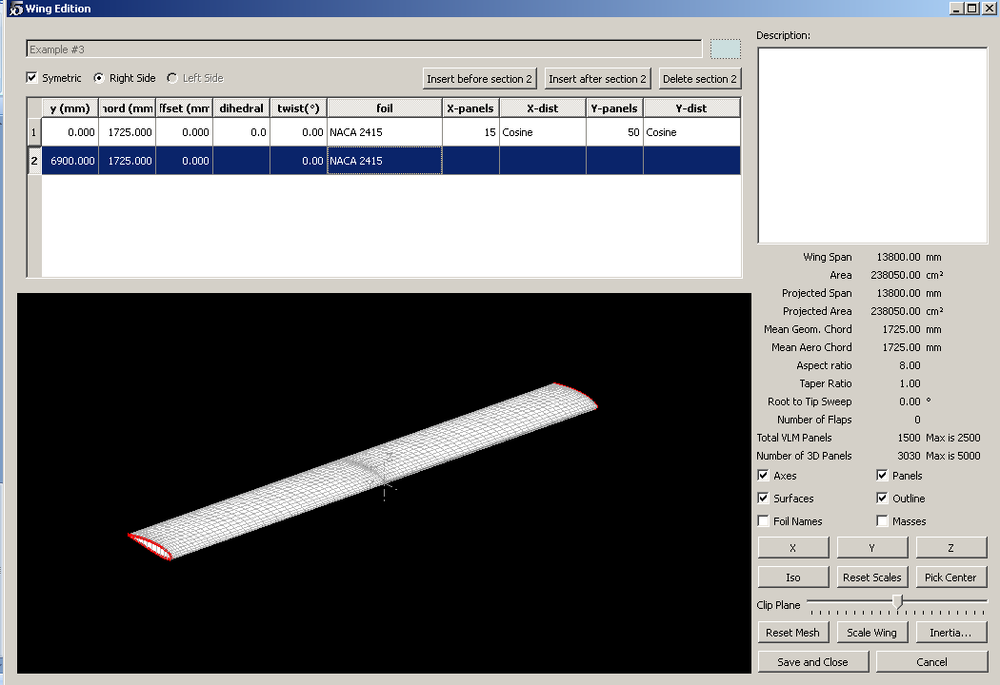 Wing Edition
Example #3
Symetric Right Side Left Side Insert before section 2 Insert after section 2 Delete section 2
y (mm) hord (mm ffset (mm dihedral twist(°) foil X-panels X-dist Y-panels Y-dist
1 0.000 1725.000 0.000 0.0 0.00 NACA 2415 15 Cosine 50 Cosine
2 6900.000 1725.000 0.000 0.00 NACA 2415
Description:
Wing Span 13800.00 mm
Area 238050.00 cm²
Projected Span 13800.00 mm
Projected Area 238050.00 cm²
Mean Geom. Chord 1725.00 mm
Mean Aero Chord 1725.00 mm
Aspect ratio 8.00
Taper Ratio 1.00
Root to Tip Sweep 0.00 °
Number of Flaps 0
Total VLM Panels 1500 Max is 2500
Number of 3D Panels 3030 Max is 5000
Axes Panels
Surfaces Outline
Foil Names Masses
X Y Z
Iso Reset Scales Pick Center
Clip Plane
Reset Mesh Scale Wing Inertia...
Save and Close Cancel